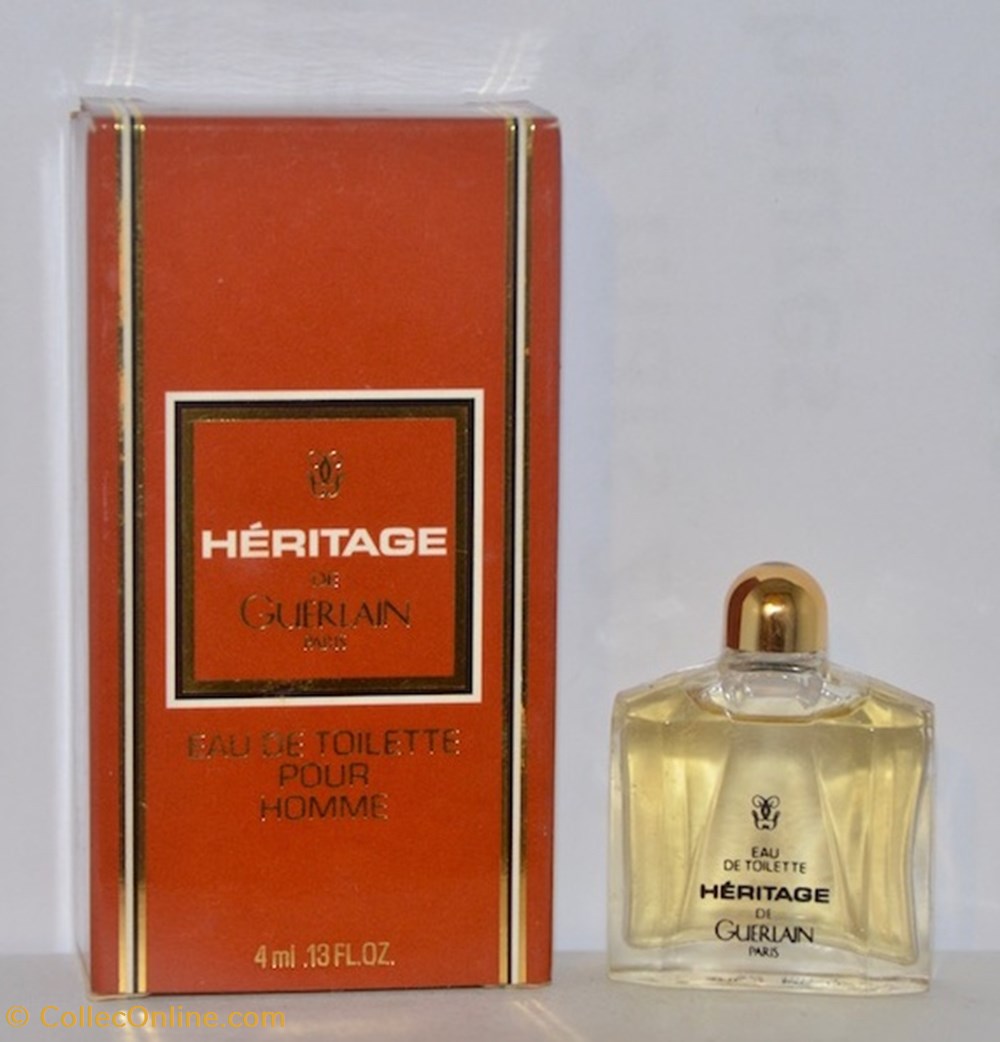 HÉRITAGE
DE
GUERLAIN
PARIS
EAU DE TOILETTE
POUR
HOMME
4 ml .13 FL.OZ.
EAU
DE TOILETTE
HÉRITAGE
DE
GUERLAIN
PARIS
© CollecOnline.com